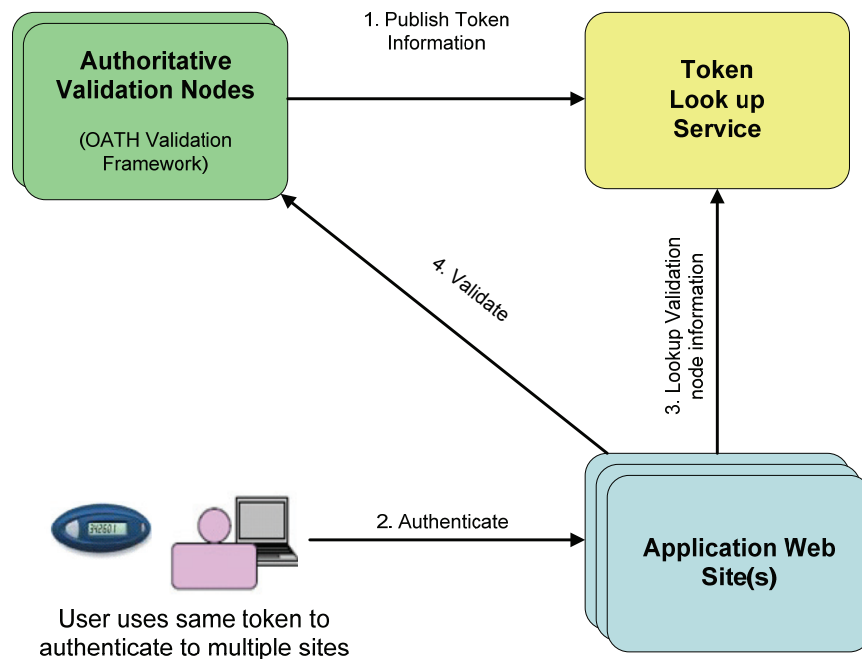 1. Publish Token
Information
Authoritative
Validation Nodes
(OATH Validation
Framework)
Token
Look up
Service
4. Validate
3. Lookup Validation
node information
2. Authenticate
Application Web
Site(s)
User uses same token to
authenticate to multiple sites